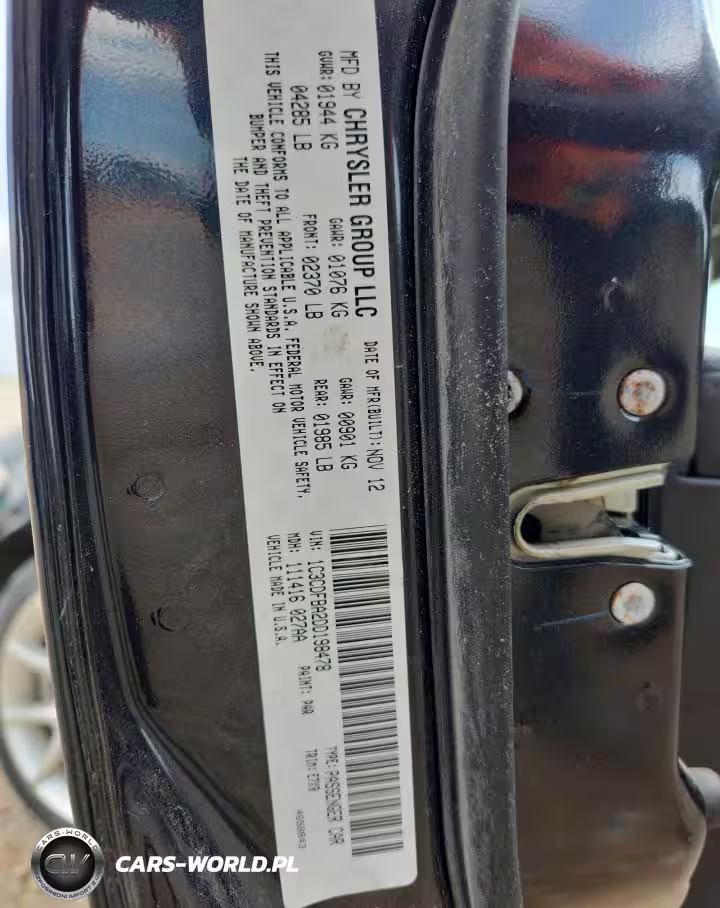 MFD BY CHRYSLER GROUP LLC
DATE OF MFR(BUILT): NOV 12
GVWR: 01944 KG
GAWR: 01076 KG
GAWR: 00901 KG
04285 LB
FRONT: 02370 LB
REAR: 01985 LB
THIS VEHICLE CONFORMS TO ALL APPLICABLE U.S.A. FEDERAL MOTOR VEHICLE SAFETY,
BUMPER AND THEFT PREVENTION STANDARDS IN EFFECT ON
THE DATE OF MANUFACTURE SHOWN ABOVE.
VIN: 1C3CDFBA2DD198478
TYPE: PASSENGER CAR
MDH: 111416 027AA
PAINT: PAR
TRIM: E7X9
VEHICLE MADE IN U.S.A.
CARS-WORLD
CW
CARS-WORLD.PL